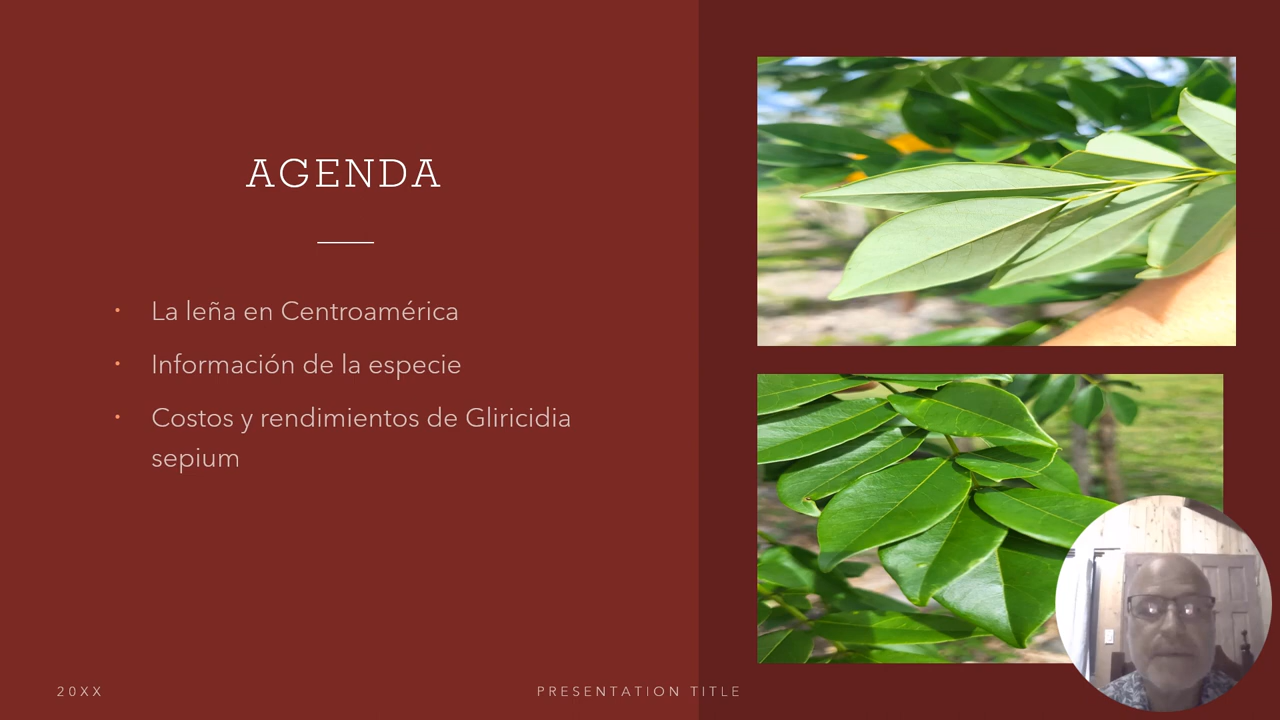 AGENDA
La leña en Centroamérica
Información de la especie
Costos y rendimientos de Gliricidia
sepium
20XX
PRESENTATION TITLE